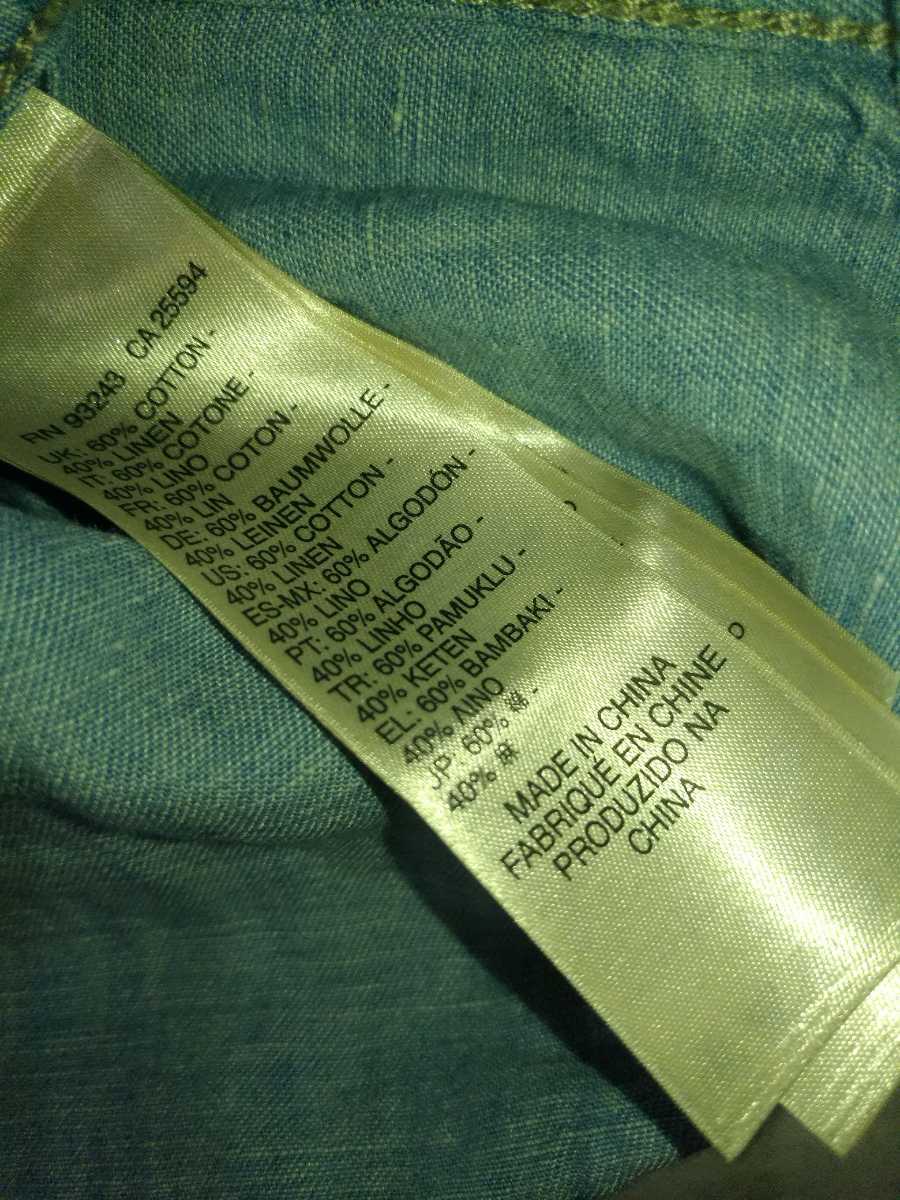 RN 93243 CA 25594
UK: 60% COTTON -
40% LINEN
IT: 60% COTONE -
40% LINO
FR: 60% COTON -
40% LIN
DE: 60% BAUMWOLLE -
40% LEINEN
US: 60% COTTON -
40% LINEN
ES-MX: 60% ALGODÓN -
40% LINO
PT: 60% ALGODÃO -
40% LINHO
TR: 60% PAMUKLU -
40% KETEN
EL: 60% ΒΑΜΒΑΚΙ -
40% ΛΙΝΟ
JP: 60% 綿 -
40% 麻
MADE IN CHINA
FABRIQUÉ EN CHINE
PRODUZIDO NA
CHINA